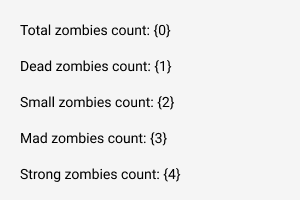 Total zombies count: {0}
Dead zombies count: {1}
Small zombies count: {2}
Mad zombies count: {3}
Strong zombies count: {4}